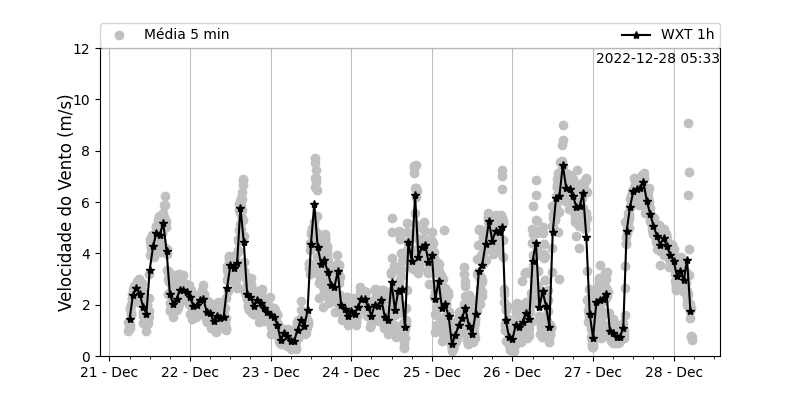 Média 5 min
WXT 1h
2022-12-28 05:33
Velocidade do Vento (m/s)
12
10
8
6
4
2
0
21 - Dec 22 - Dec 23 - Dec 24 - Dec 25 - Dec 26 - Dec 27 - Dec 28 - Dec